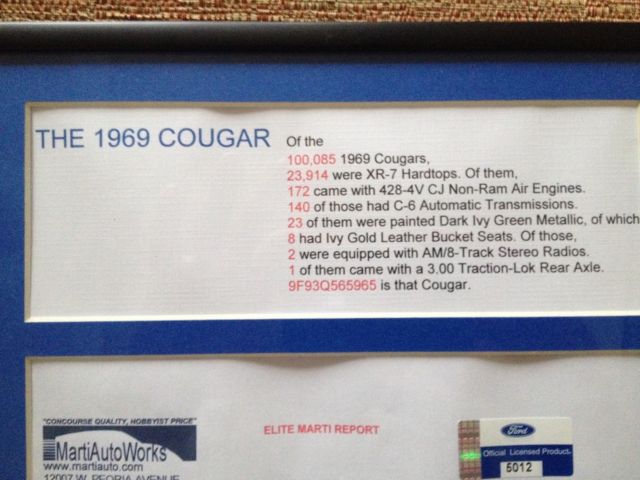 THE 1969 COUGAR
Of the
100,085 1969 Cougars,
23,914 were XR-7 Hardtops. Of them,
172 came with 428-4V CJ Non-Ram Air Engines.
140 of those had C-6 Automatic Transmissions.
23 of them were painted Dark Ivy Green Metallic, of which
8 had Ivy Gold Leather Bucket Seats. Of those,
2 were equipped with AM/8-Track Stereo Radios.
1 of them came with a 3.00 Traction-Lok Rear Axle.
9F93Q565965 is that Cougar.
"CONCOURSE QUALITY, HOBBYIST PRICE"
MartiAutoWorks
www.martiauto.com
12007 W. PEORIA AVENUE
ELITE MARTI REPORT
Ford
Official Licensed Product
5012